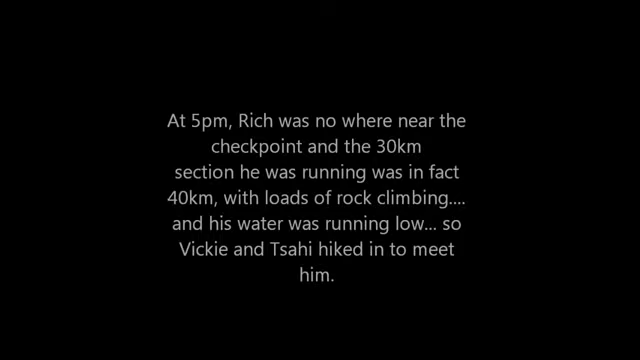 At 5pm, Rich was no where near the
checkpoint and the 30km
section he was running was in fact
40km, with loads of rock climbing....
and his water was running low... so
Vickie and Tsahi hiked in to meet
him.